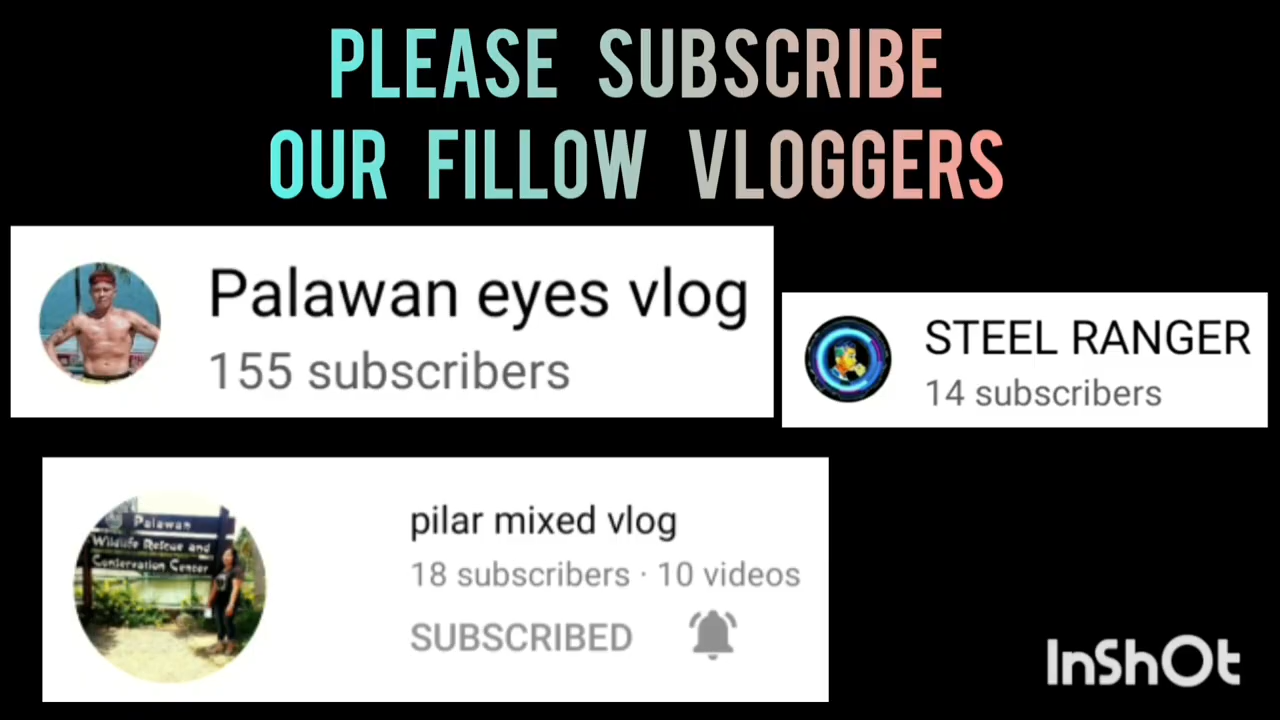 PLEASE SUBSCRIBE
OUR FILLOW VLOGGERS
Palawan eyes vlog
155 subscribers
STEEL RANGER
14 subscribers
Palawan
Wildlife Rescue and
Conservation Center
pilar mixed vlog
18 subscribers · 10 videos
SUBSCRIBED
InShOt